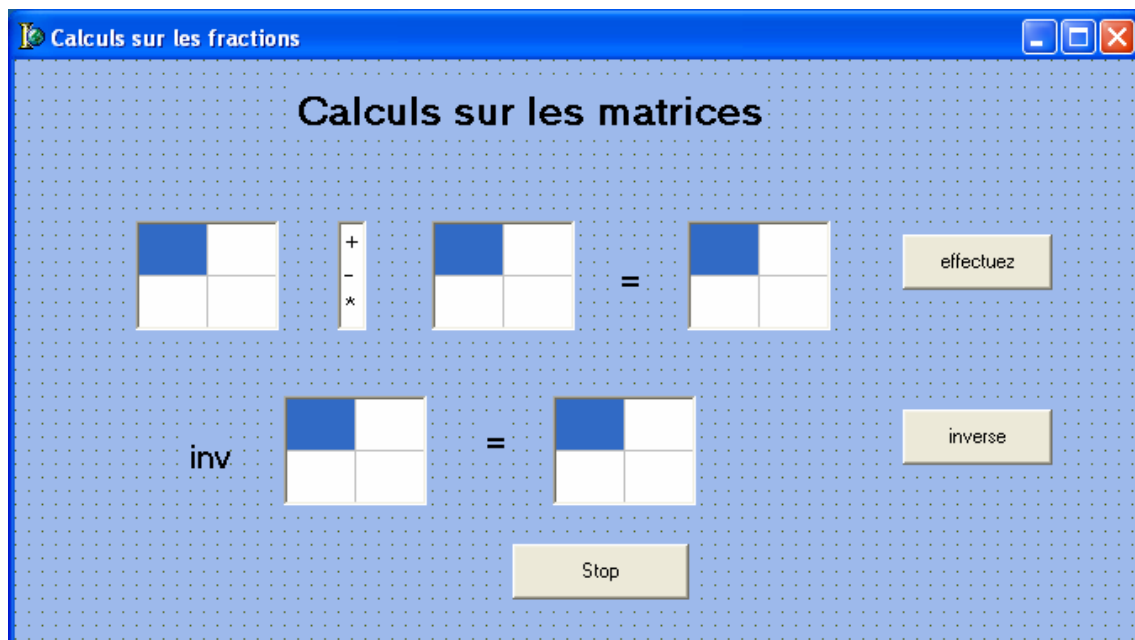 Calculs sur les fractions
Calculs sur les matrices
+
-
*
=
effectuez
inv
=
inverse
Stop